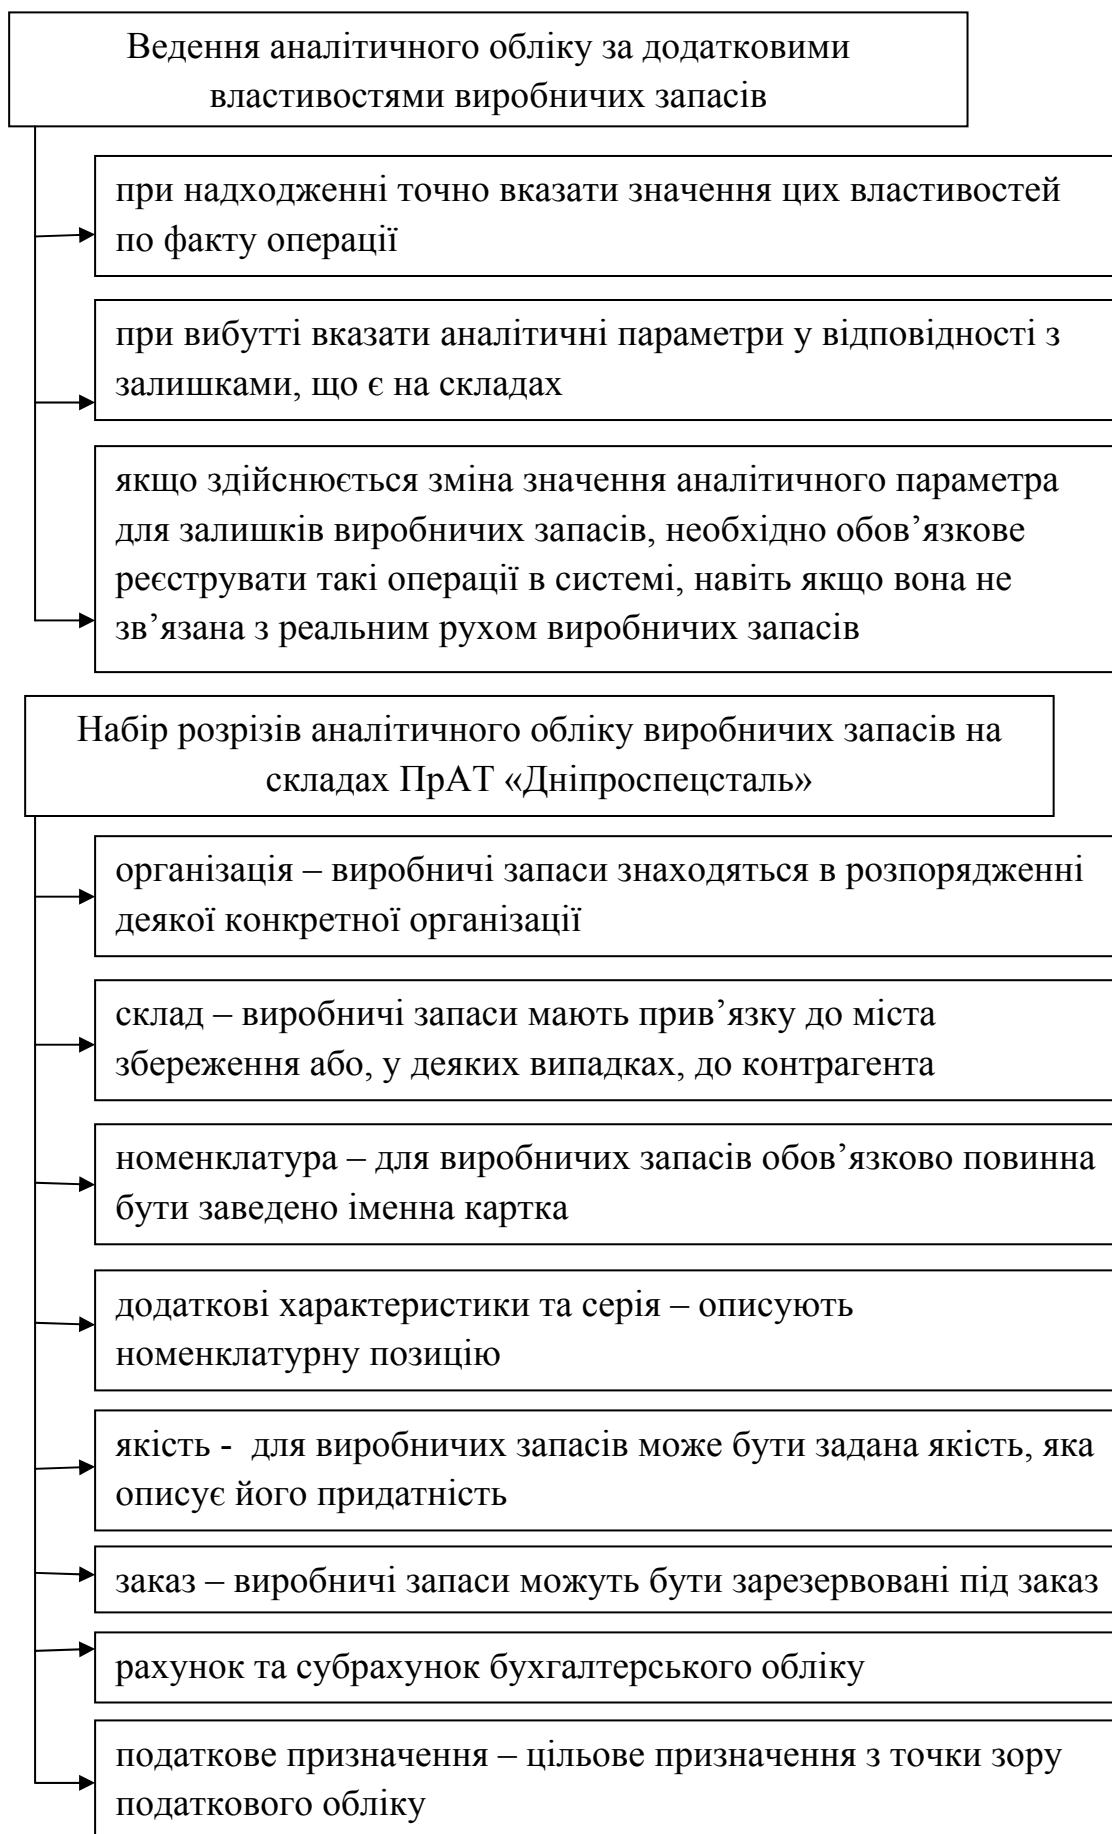 Ведення аналітичного обліку за додатковими
властивостями виробничих запасів
при надходженні точно вказати значення цих властивостей
по факту операції
при вибутті вказати аналітичні параметри у відповідності з
залишками, що є на складах
якщо здійснюється зміна значення аналітичного параметра
для залишків виробничих запасів, необхідно обов’язкове
реєструвати такі операції в системі, навіть якщо вона не
зв’язана з реальним рухом виробничих запасів
Набір розрізів аналітичного обліку виробничих запасів на
складах ПрАТ «Дніпроспецсталь»
організація – виробничі запаси знаходяться в розпорядженні
деякої конкретної організації
склад – виробничі запаси мають прив’язку до міста
збереження або, у деяких випадках, до контрагента
номенклатура – для виробничих запасів обов’язково повинна
бути заведено іменна картка
додаткові характеристики та серія – описують
номенклатурну позицію
якість -  для виробничих запасів може бути задана якість, яка
описує його придатність
заказ – виробничі запаси можуть бути зарезервовані під заказ
рахунок та субрахунок бухгалтерського обліку
податкове призначення – цільове призначення з точки зору
податкового обліку